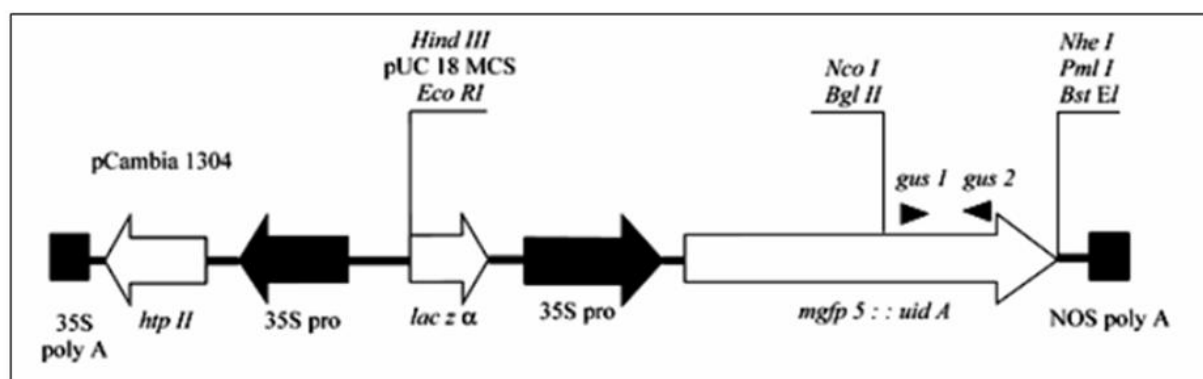 Hind III
pUC 18 MCS
Eco RI
Nco I
Bgl II
Nhe I
Pml I
Bst EI
pCambia 1304
gus 1
gus 2
35S
poly A
htp II
35S pro
lac z α
35S pro
mgfp 5 : : uid A
NOS poly A